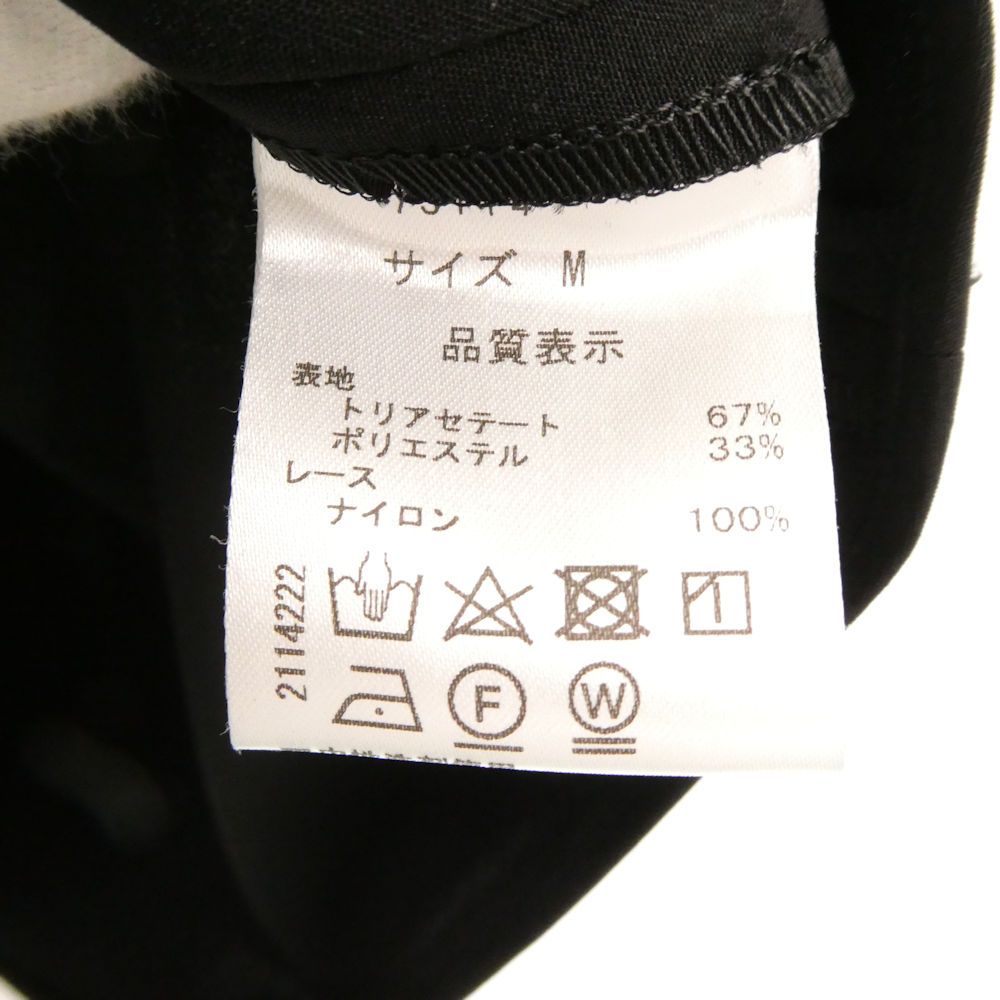 サイズ M
品質表示
表地
トリアセテート 67%
ポリエステル 33%
レース
ナイロン 100%
2114222
F
W